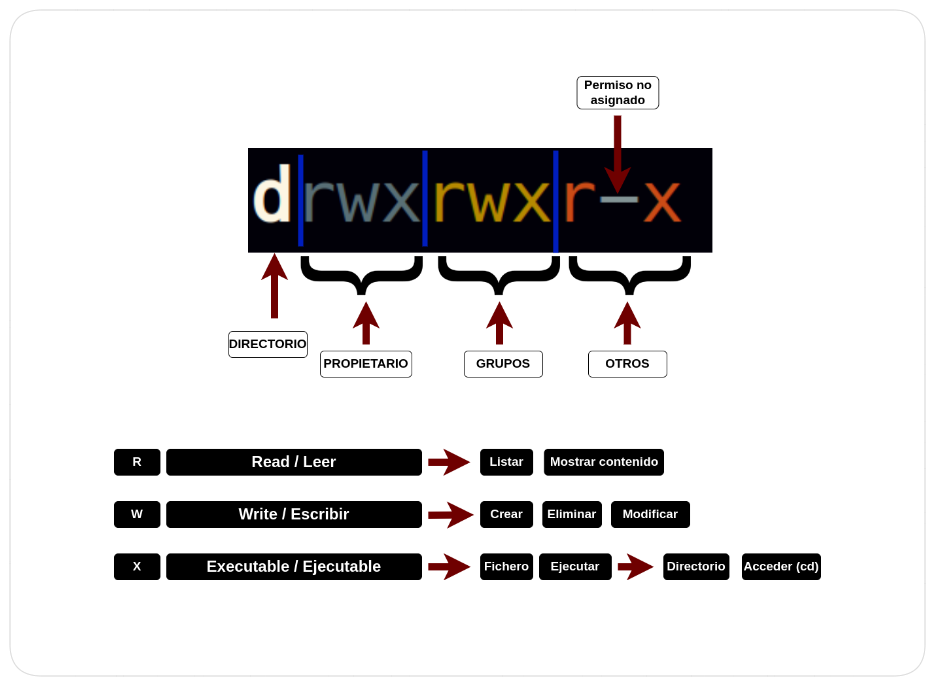 Permiso no
asignado
drwxrwxr-x
DIRECTORIO
PROPIETARIO GRUPOS OTROS
R Read / Leer Listar Mostrar contenido
W Write / Escribir Crear Eliminar Modificar
X Executable / Ejecutable Fichero Ejecutar Directorio Acceder (cd)